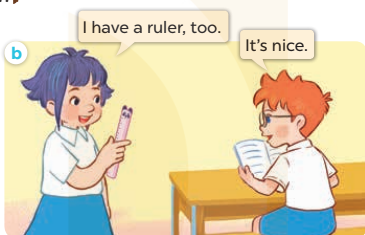 I have a ruler, too.
It's nice.
b